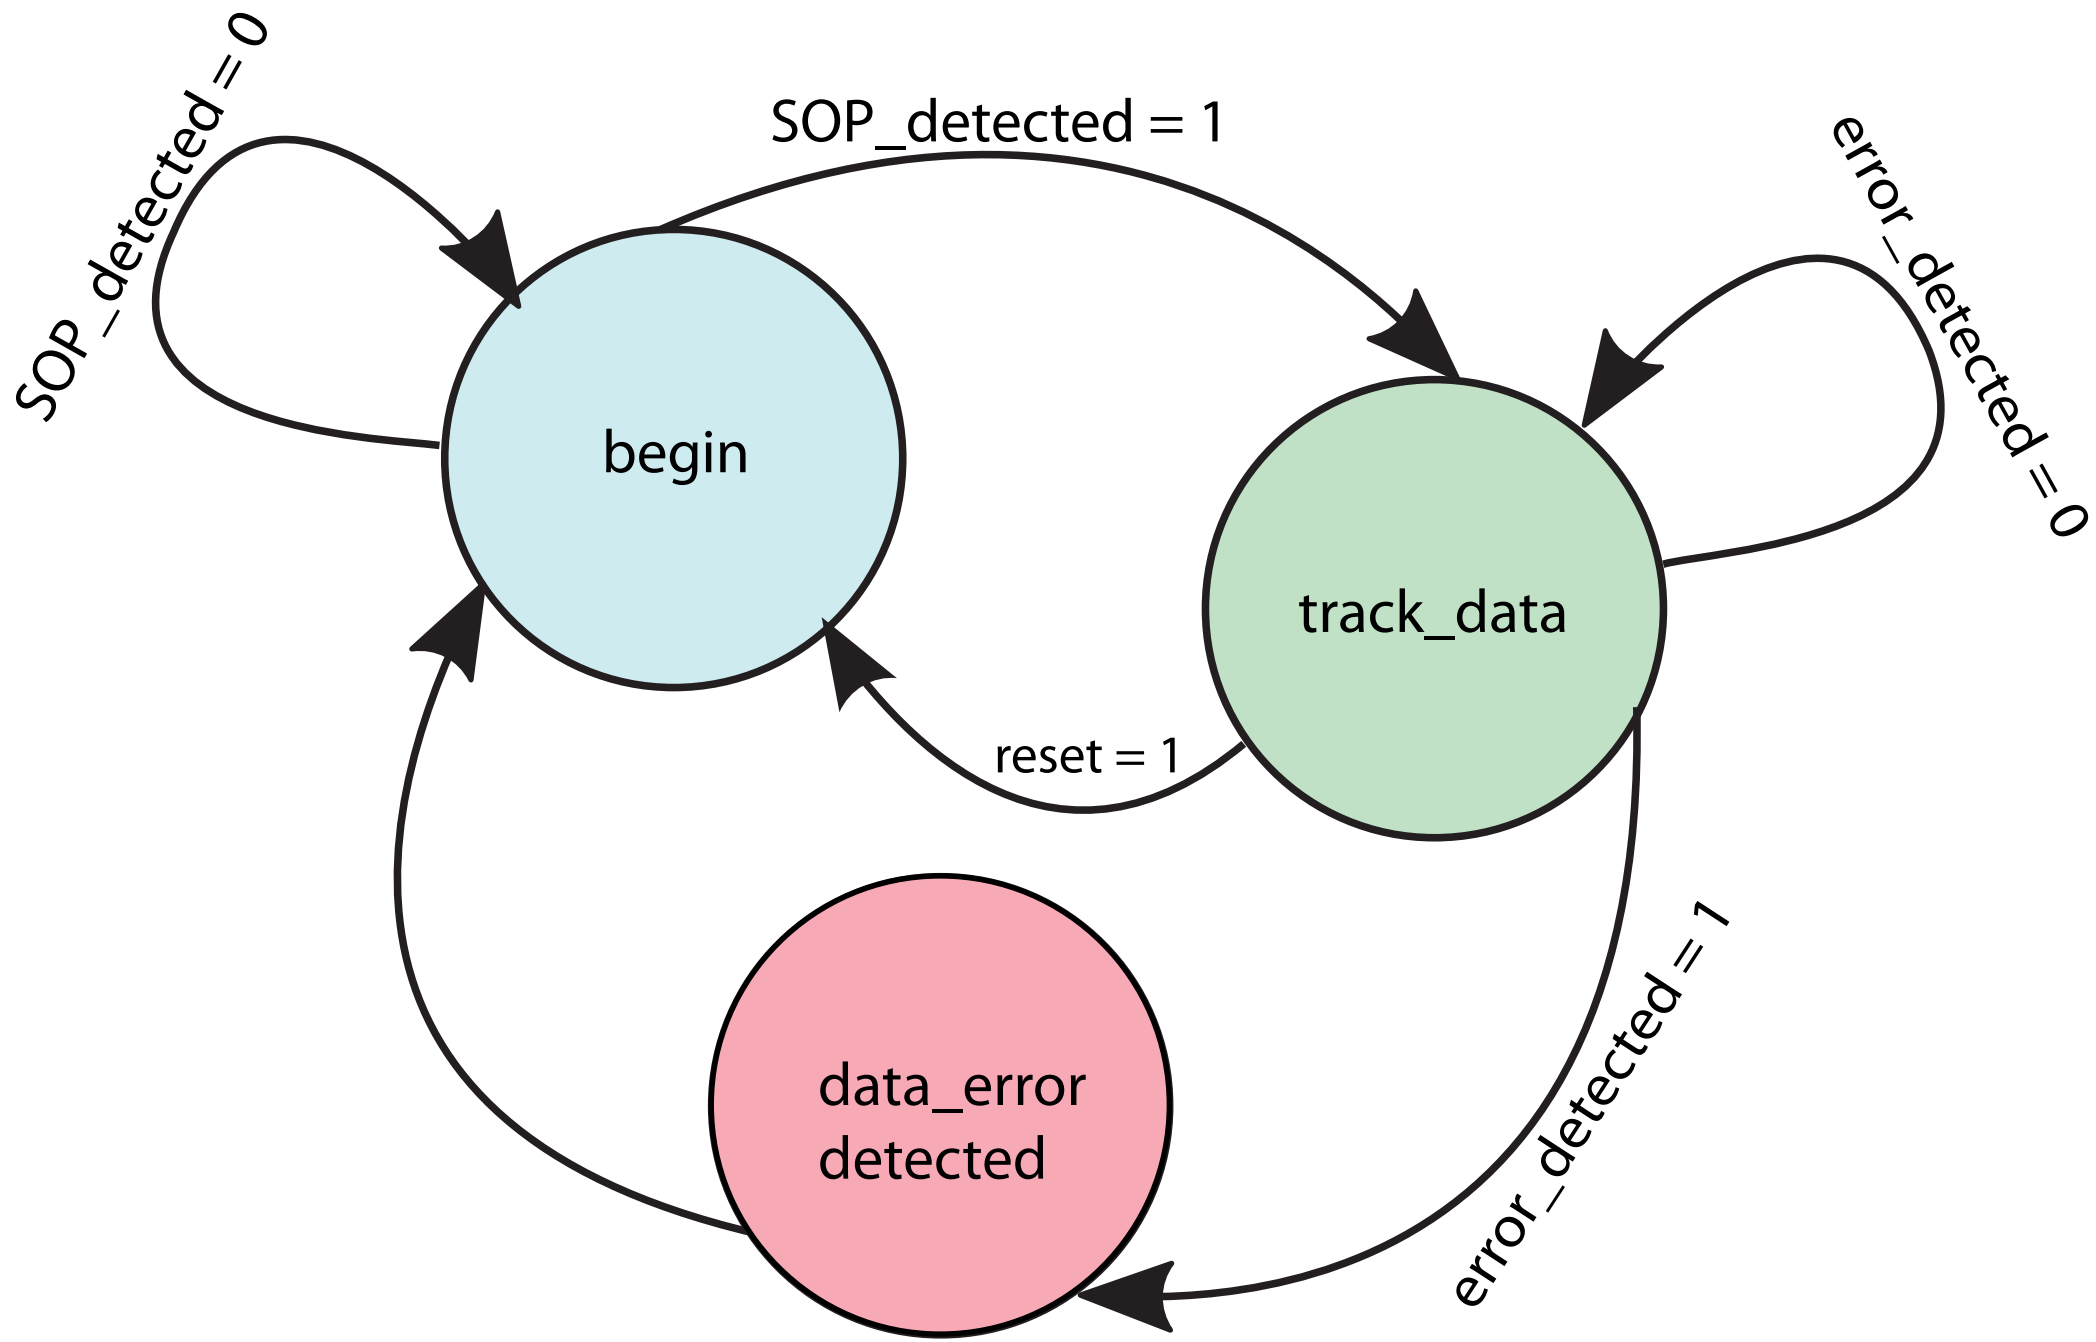 SOP_detected = 0
SOP_detected = 1
error_detected = 0
begin
track_data
reset = 1
error_detected = 1
data_error
detected